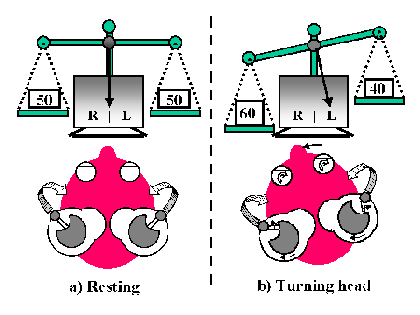 50 50
R | L
a) Resting
60 40
R | L
b) Turning head